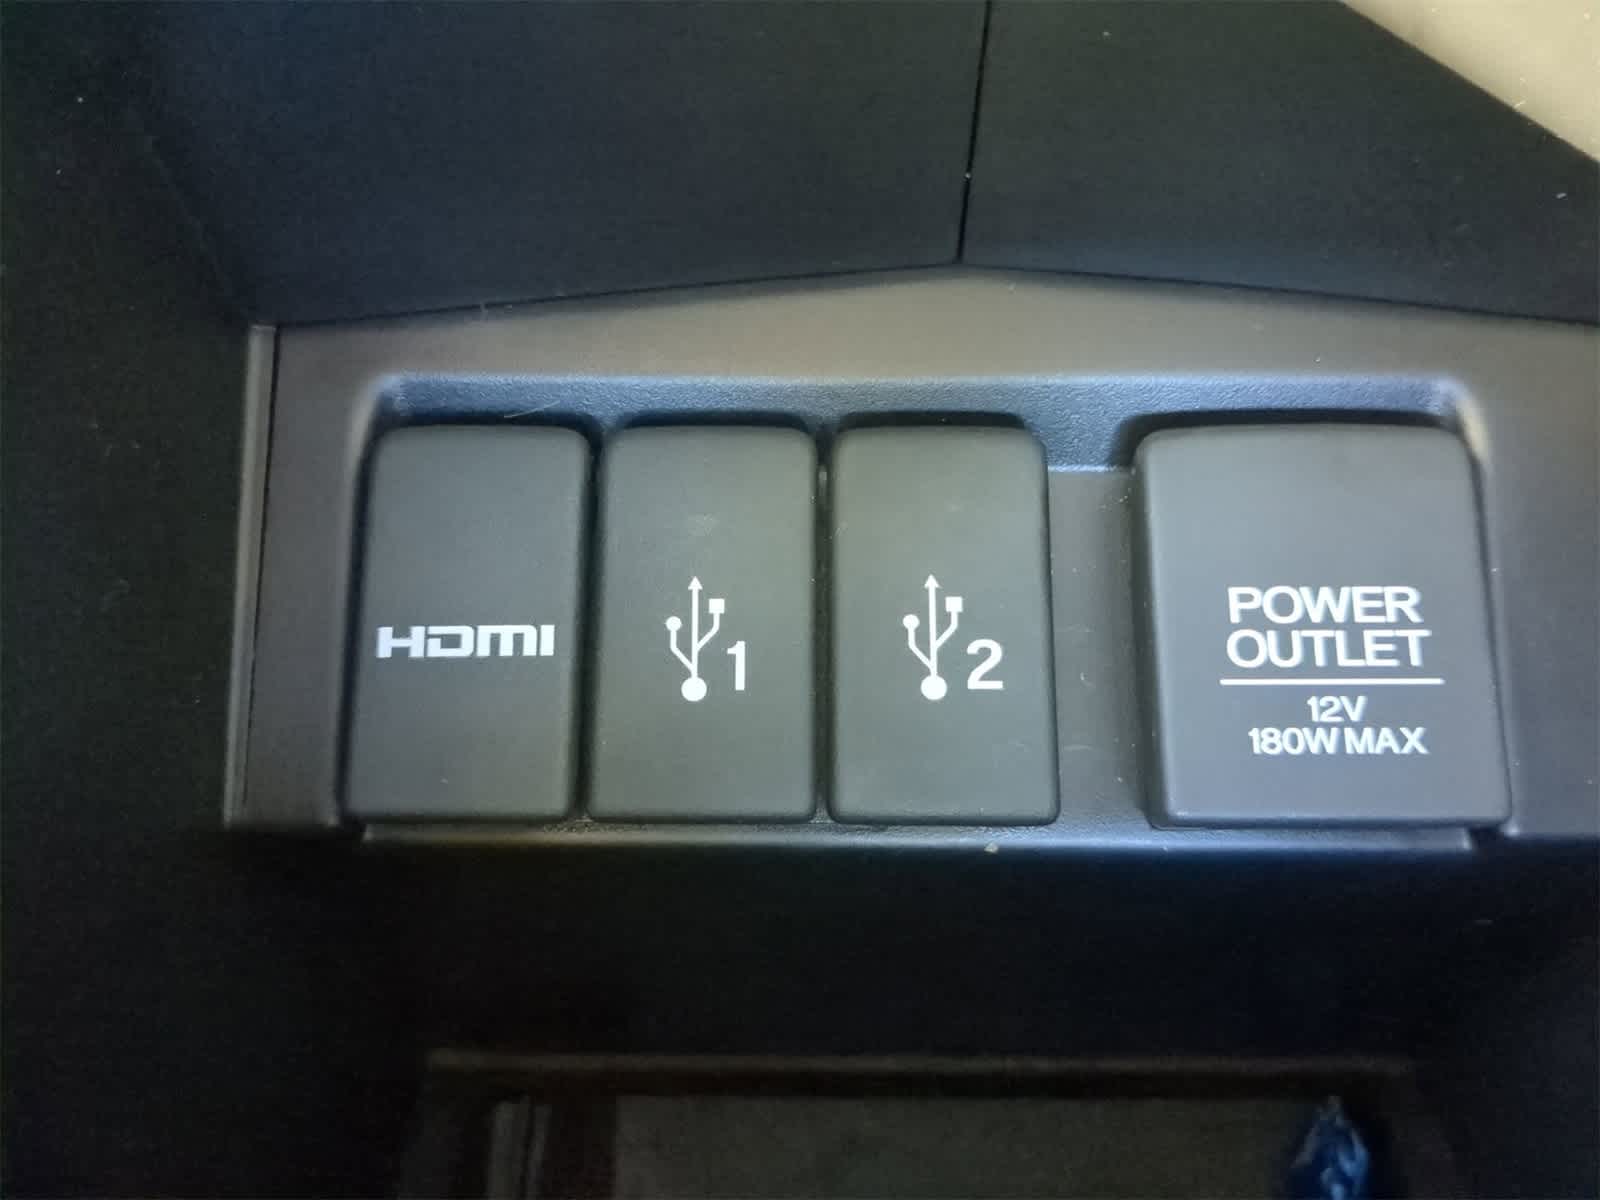 HDMI
1
2
POWER
OUTLET
12V
180W MAX